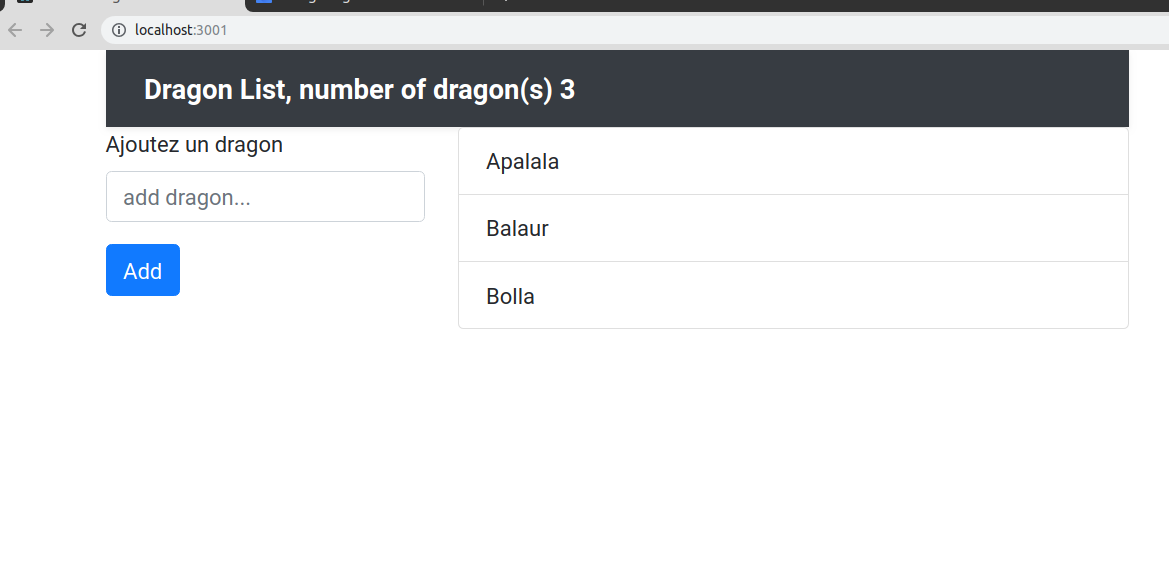 localhost:3001
Dragon List, number of dragon(s) 3
Ajoutez un dragon
add dragon...
Add
Apalala
Balaur
Bolla